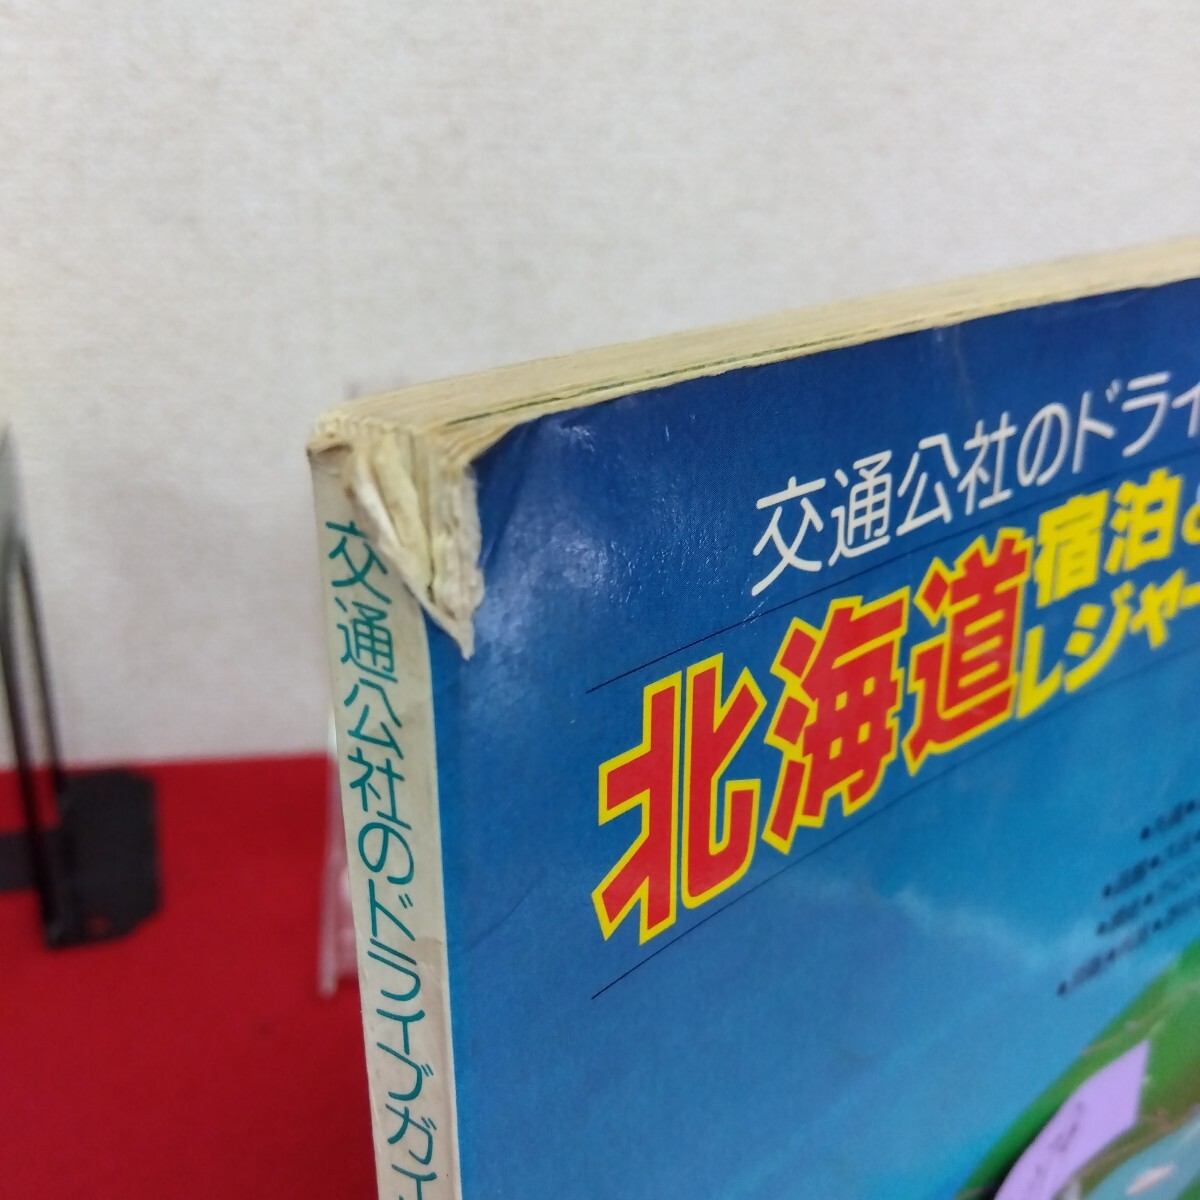 交通公社のドライ
北海道宿泊
レジャー
交通公社のドライブガイ